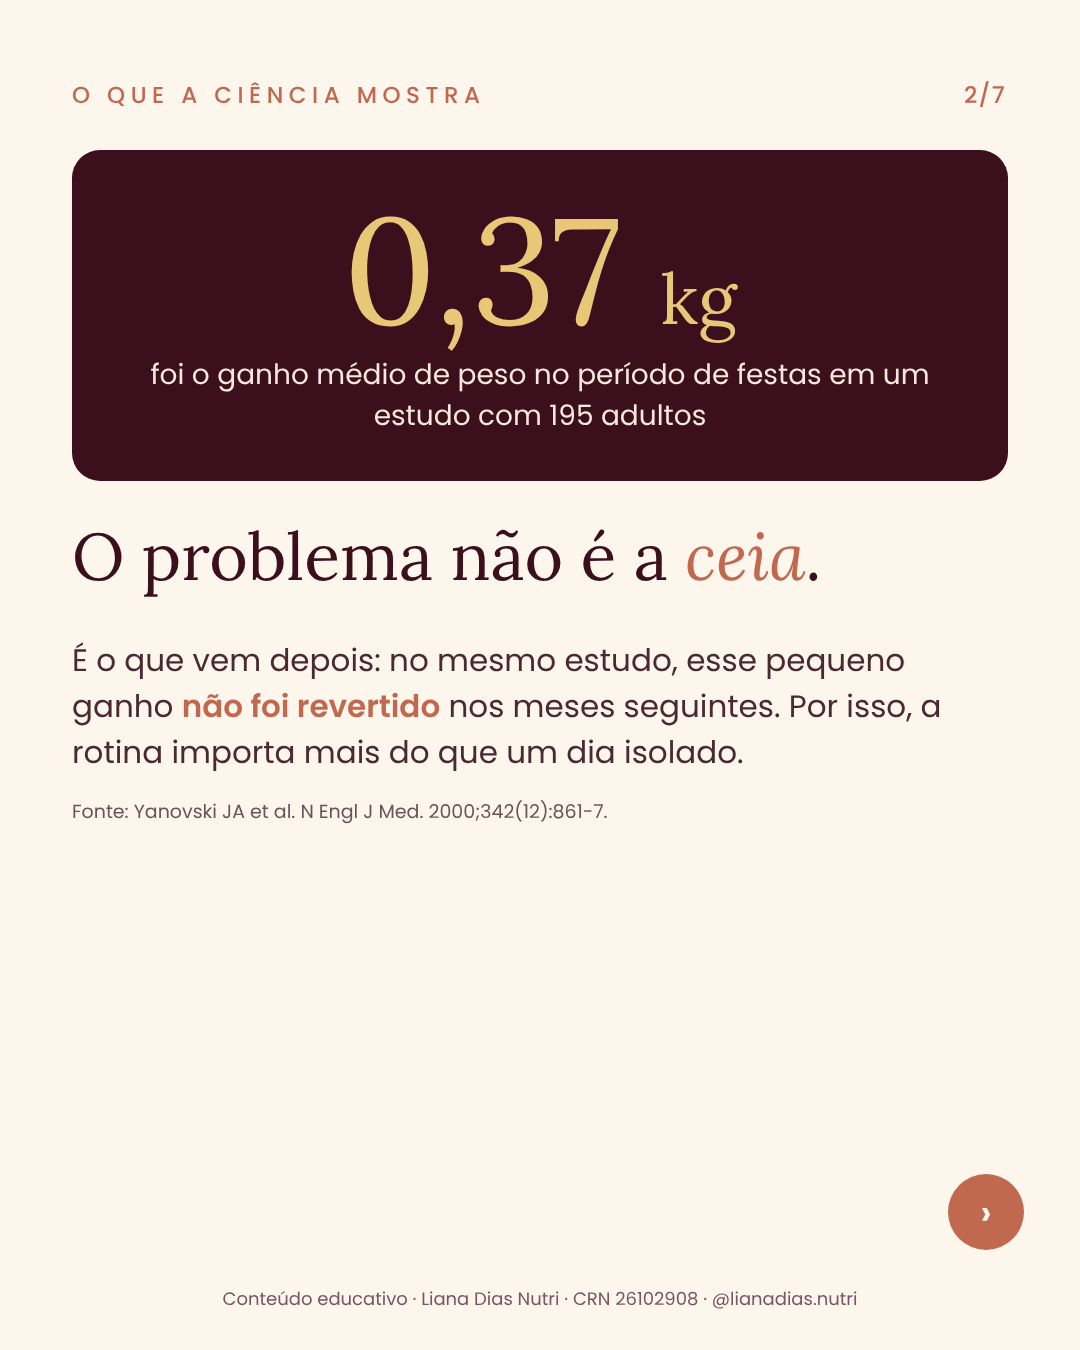 O QUE A CIÊNCIA MOSTRA
2/7
0,37 kg
foi o ganho médio de peso no período de festas em um
estudo com 195 adultos
O problema não é a ceia.
É o que vem depois: no mesmo estudo, esse pequeno
ganho não foi revertido nos meses seguintes. Por isso, a
rotina importa mais do que um dia isolado.
Fonte: Yanovski JA et al. N Engl J Med. 2000;342(12):861-7.
›
Conteúdo educativo · Liana Dias Nutri · CRN 26102908 · @lianadias.nutri